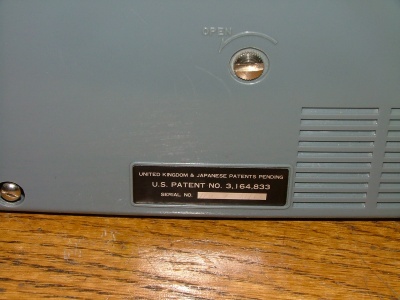 OPEN
UNITED KINGDOM & JAPANESE PATENTS PENDING
U.S. PATENT NO. 3,164,833
SERIAL NO.